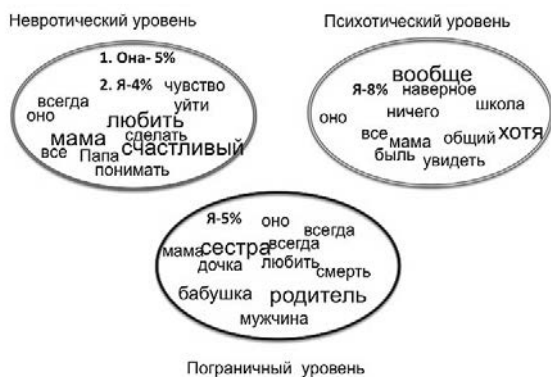 Невротический уровень
1. Она- 5%
2. Я-4% чувство
уйти
всегда
оно
любить
сделать
мама
счастливый
все Папа
понимать
Психотический уровень
вообще
Я-8% наверное
школа
оно
ничего
все
мама общий хотя
быль увидеть
Я-5% оно
всегда
мама сестра всегда
дочка любить
смерть
бабушка родитель
мужчина
Пограничный уровень